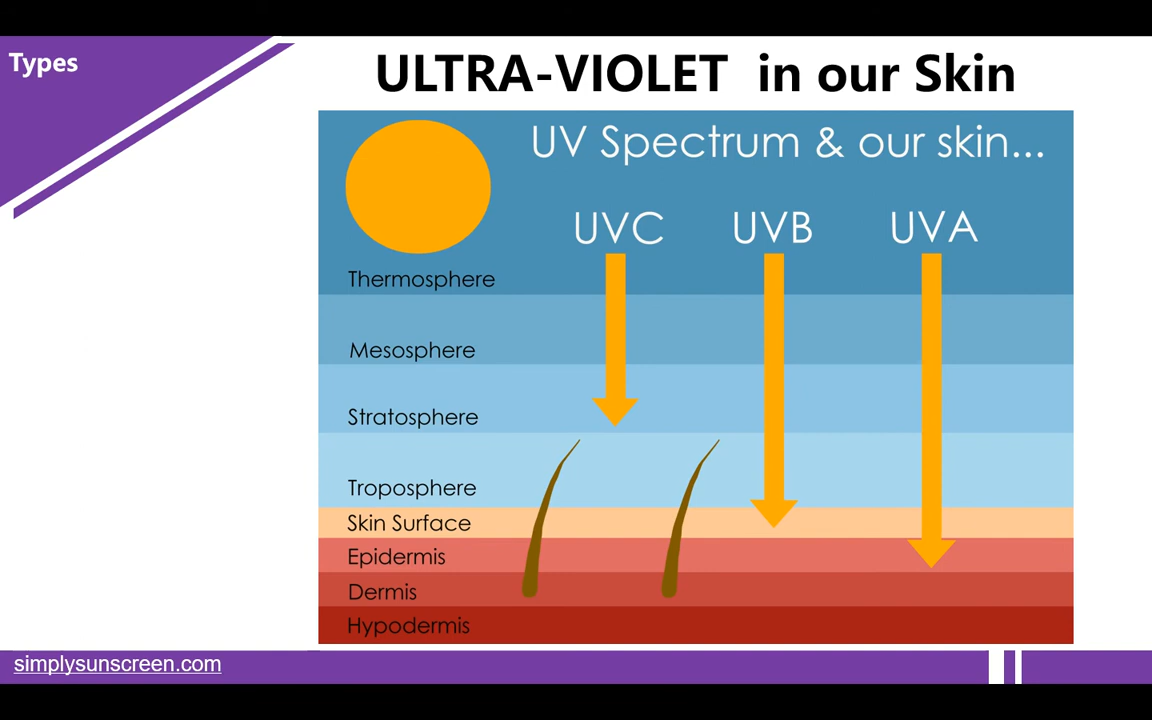 Types
ULTRA-VIOLET in our Skin
UV Spectrum & our skin...
UVC UVB UVA
Thermosphere
Mesosphere
Stratosphere
Troposphere
Skin Surface
Epidermis
Dermis
Hypodermis
simplysunscreen.com